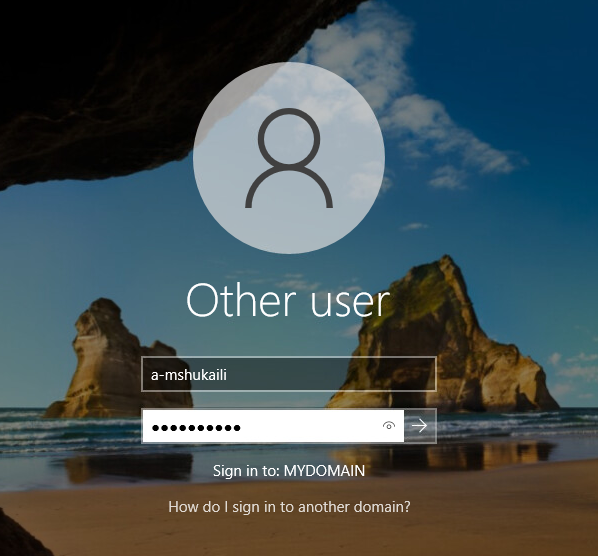 Other user
a-mshukaili
●●●●●●●●●●
Sign in to: MYDOMAIN
How do I sign in to another domain?